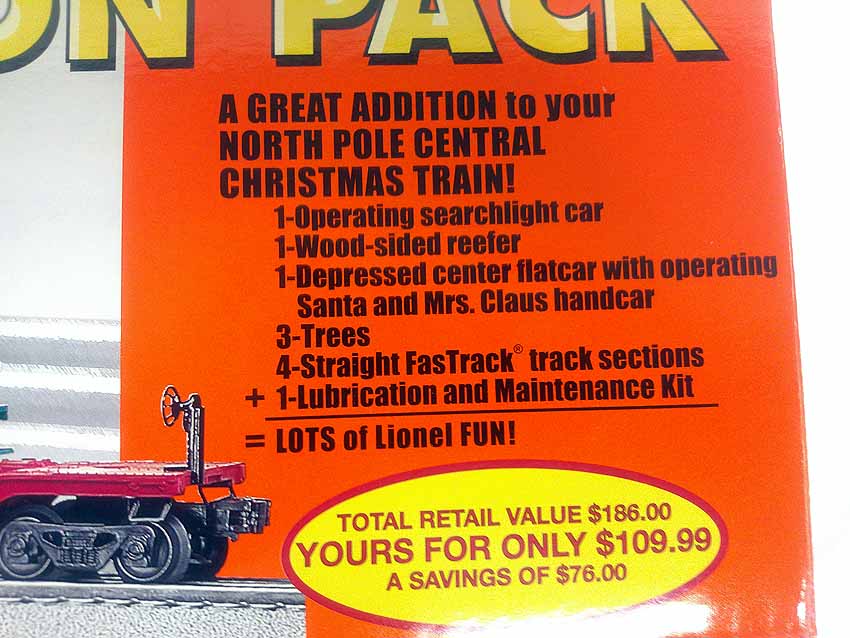 ON PACK
A GREAT ADDITION to your
NORTH POLE CENTRAL
CHRISTMAS TRAIN!
1-Operating searchlight car
1-Wood-sided reefer
1-Depressed center flatcar with operating
Santa and Mrs. Claus handcar
3-Trees
4-Straight FasTrack® track sections
+ 1-Lubrication and Maintenance Kit
= LOTS of Lionel FUN!
TOTAL RETAIL VALUE $186.00
YOURS FOR ONLY $109.99
A SAVINGS OF $76.00